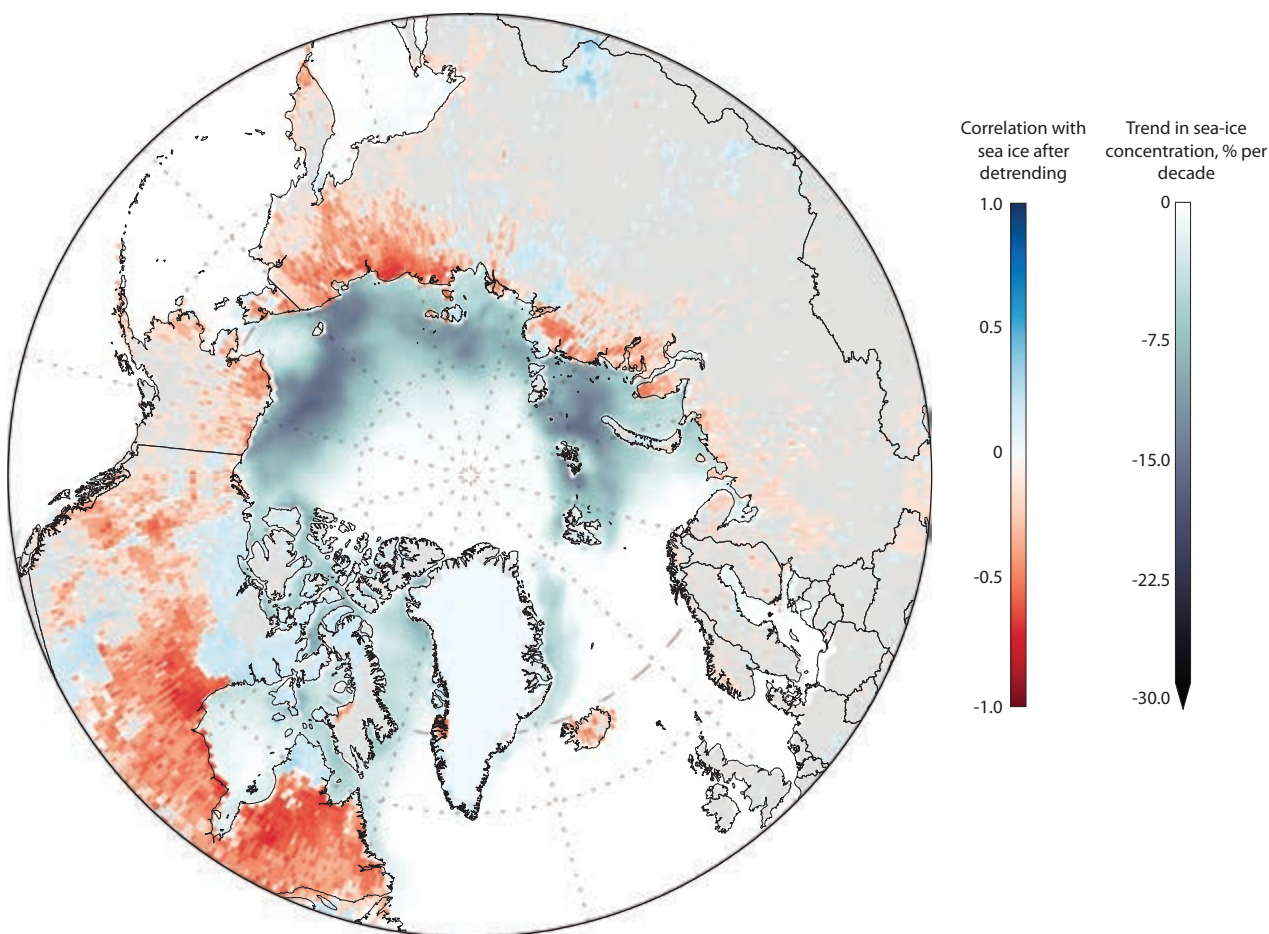 Correlation with
sea ice after
detrending
1.0
0.5
0
-0.5
-1.0
Trend in sea-ice
concentration, % per
decade
0
-7.5
-15.0
-22.5
-30.0